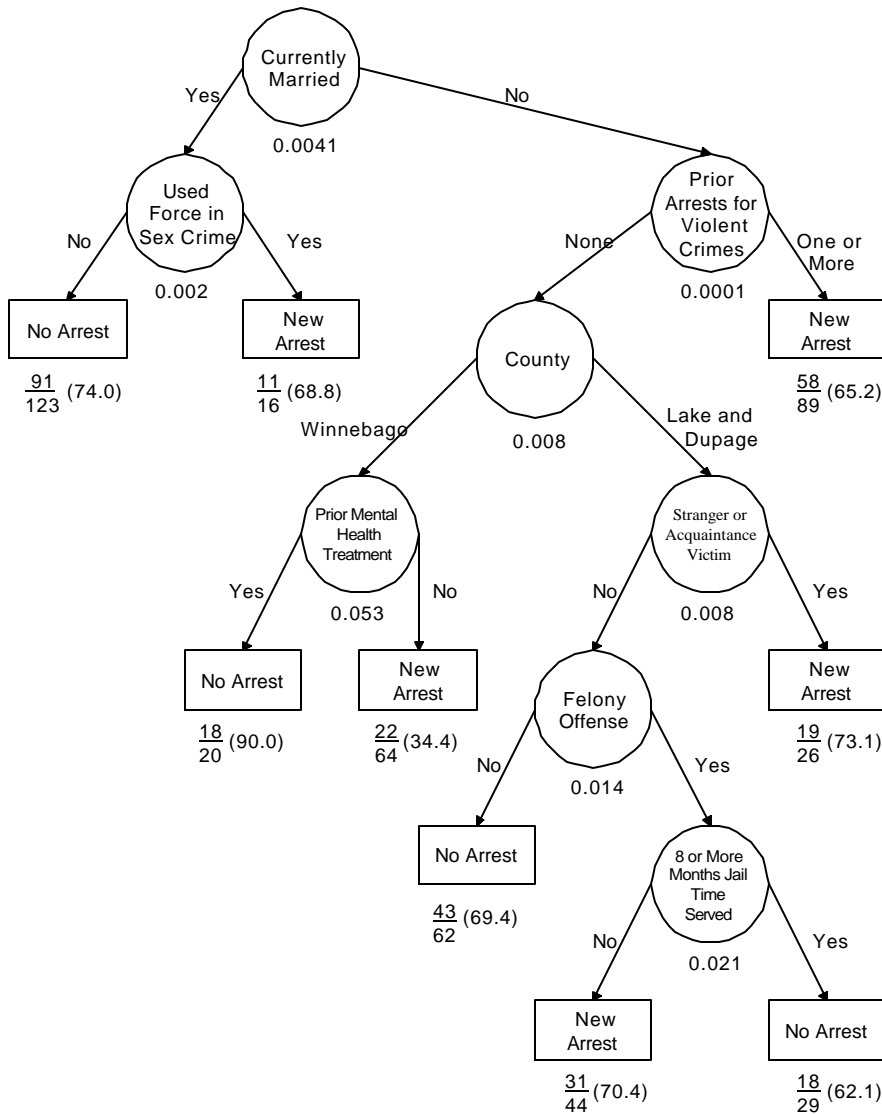 Currently
Married
Yes
No
0.0041
Used
Force in
Sex Crime
Prior
Arrests for
Violent
Crimes
No
Yes
None
One or
More
0.002
0.0001
No Arrest
New
Arrest
County
New
Arrest
91
123 (74.0)
11
16 (68.8)
58
89 (65.2)
Winnebago
0.008
Lake and
Dupage
Prior Mental
Health
Treatment
Stranger or
Acquaintance
Victim
Yes
No
No
Yes
0.053
0.008
No Arrest
New
Arrest
Felony
Offense
New
Arrest
18
20 (90.0)
22
64 (34.4)
19
26 (73.1)
No
Yes
0.014
No Arrest
8 or More
Months Jail
Time
Served
43
62 (69.4)
No
Yes
0.021
New
Arrest
No Arrest
31
44 (70.4)
18
29 (62.1)